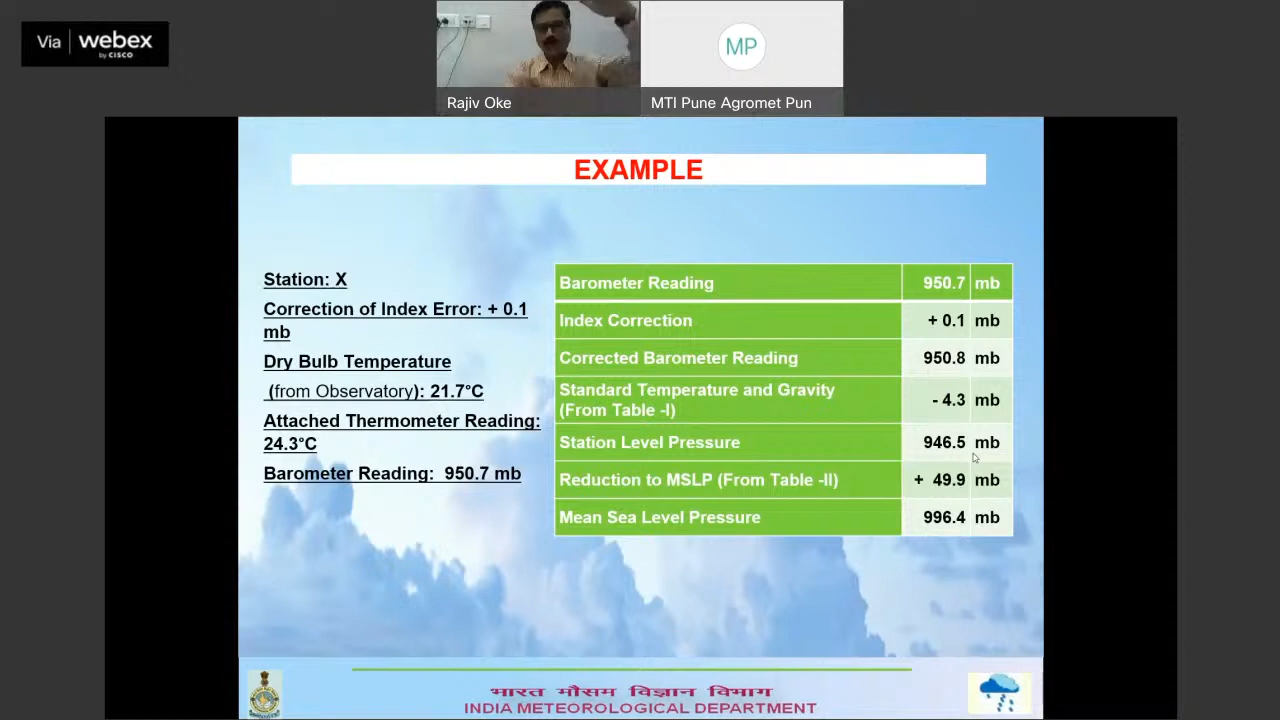 Via webex
by CISCO
MP
Rajiv Oke
MTI Pune Agromet Pun
EXAMPLE
Station: X
Correction of Index Error: + 0.1
mb
Dry Bulb Temperature
(from Observatory): 21.7°C
Attached Thermometer Reading:
24.3°C
Barometer Reading: 950.7 mb
Barometer Reading 950.7 mb
Index Correction + 0.1 mb
Corrected Barometer Reading 950.8 mb
Standard Temperature and Gravity
(From Table -I) - 4.3 mb
Station Level Pressure 946.5 mb
Reduction to MSLP (From Table -II) + 49.9 mb
Mean Sea Level Pressure 996.4 mb
भारत मौसम विज्ञान विभाग
INDIA METEOROLOGICAL DEPARTMENT